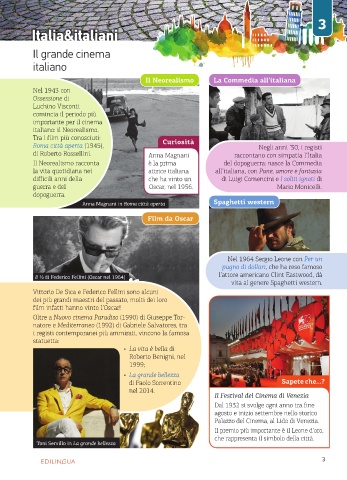 3
Italia&italiani
Il grande cinema
italiano
Il Neorealismo
Nel 1943 con
Ossessione di
Luchino Visconti
comincia il periodo più
importante per il cinema
italiano: il Neorealismo.
Tra i film più conosciuti:
Roma città aperta (1945),
di Roberto Rossellini.
Il Neorealismo racconta
la vita quotidiana nei
difficili anni della
guerra e del
dopoguerra.
Curiosità
Anna Magnani
è la prima
attrice italiana
che ha vinto un
Oscar, nel 1956.
Anna Magnani in Roma città aperta
La Commedia all'italiana
Negli anni '50, i registi
raccontano con simpatia l'Italia
del dopoguerra: nasce la Commedia
all'italiana, con Pane, amore e fantasia
di Luigi Comencini e I soliti ignoti di
Mario Monicelli.
Film da Oscar
8 ½ di Federico Fellini (Oscar nel 1964)
Vittorio De Sica e Federico Fellini sono alcuni
dei più grandi maestri del passato, molti dei loro
film infatti hanno vinto l'Oscar!
Oltre a Nuovo cinema Paradiso (1990) di Giuseppe Tor-
natore e Mediterraneo (1992) di Gabriele Salvatores, tra
i registi contemporanei più ammirati, vincono la famosa
statuetta:
• La vita è bella di
Roberto Benigni, nel
1999;
• La grande bellezza
di Paolo Sorrentino
nel 2014.
Toni Servillo in La grande bellezza
Spaghetti western
Nel 1964 Sergio Leone con Per un
pugno di dollari, che ha reso famoso
l'attore americano Clint Eastwood, dà
vita al genere Spaghetti western.
Sapete che...?
Il Festival del Cinema di Venezia
Dal 1932 si svolge ogni anno tra fine
agosto e inizio settembre nello storico
Palazzo del Cinema, al Lido di Venezia.
Il premio più importante è il Leone d'oro,
che rappresenta il simbolo della città.
EDILINGUA
3